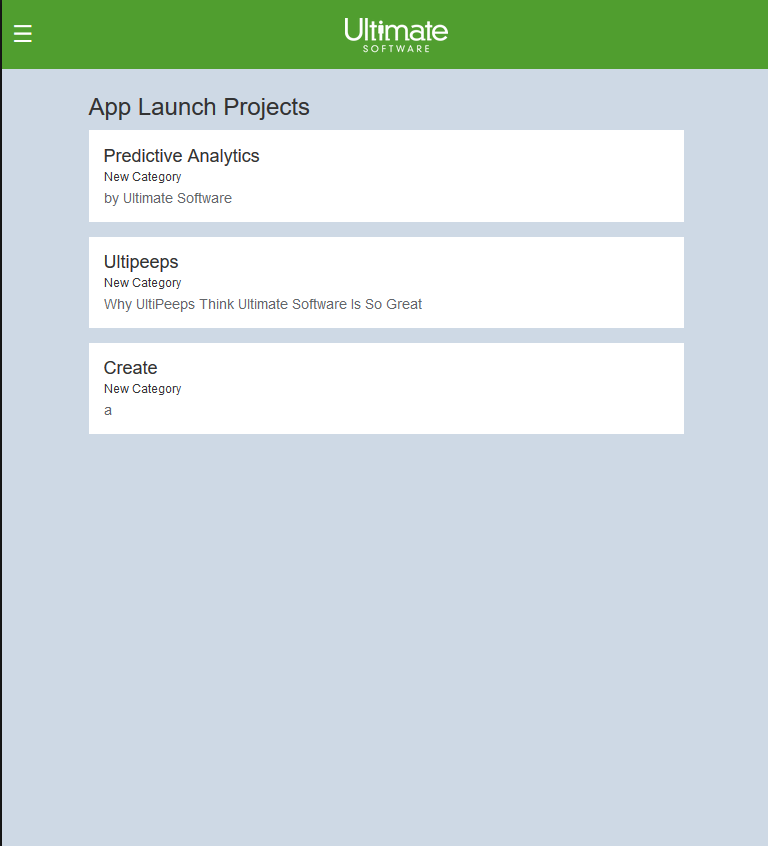 Ultimate
SOFTWARE
App Launch Projects
Predictive Analytics
New Category
by Ultimate Software
Ultipeeps
New Category
Why UltiPeeps Think Ultimate Software Is So Great
Create
New Category
a